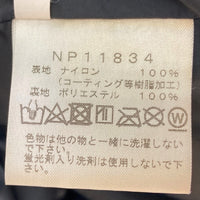 NP11834
表地 ナイロン 100%
(コーティング等樹脂加工)
裏地 ポリエステル 100%
色物は他の物と一緒に洗濯しない
で下さい。
蛍光剤入り洗剤は使用しないで下
さい。